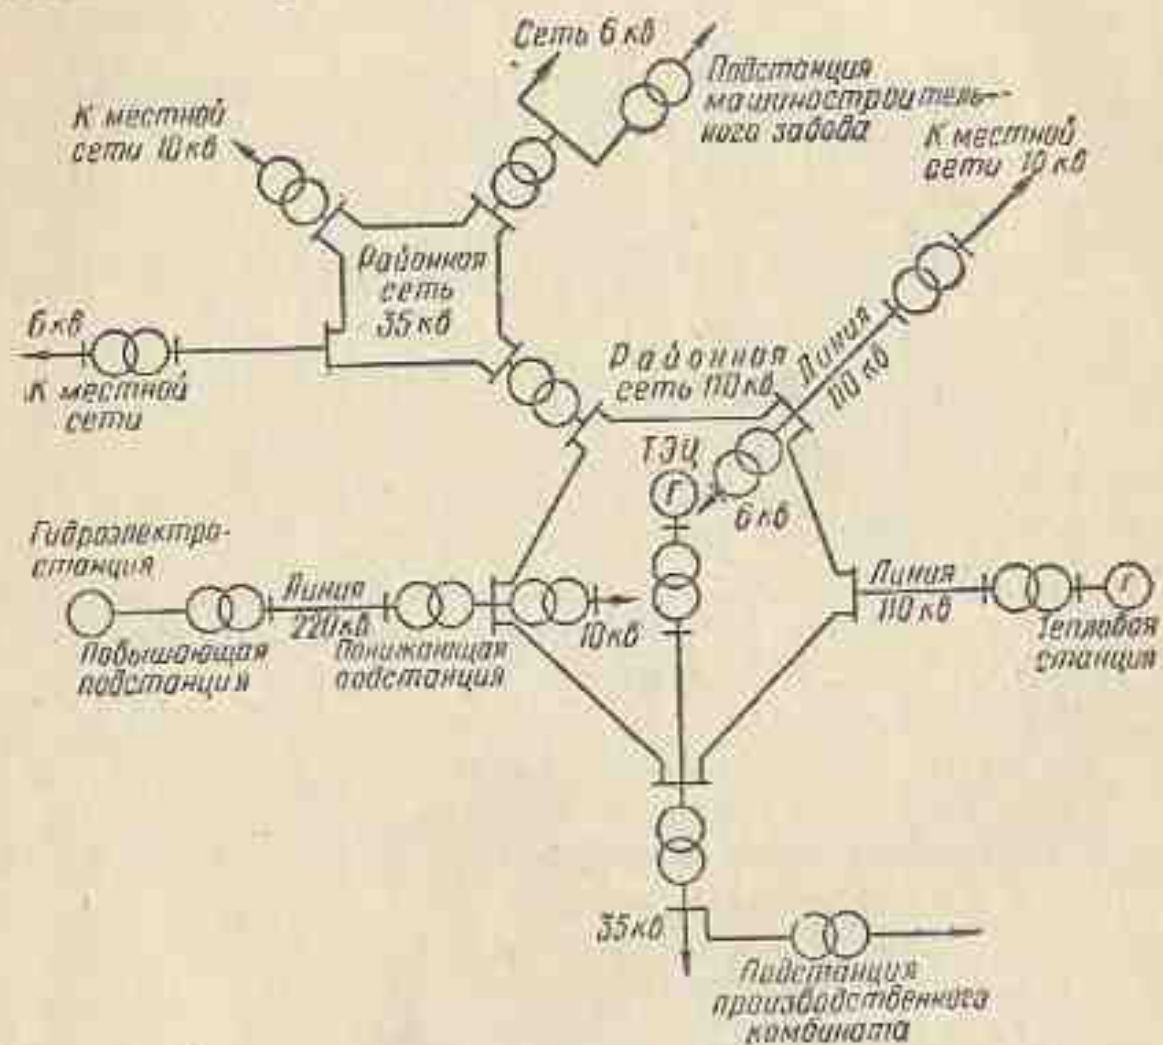 Сеть 6 кв
Подстанция
машиностроитель-
ного завода
К местной
сети 10 кв
К местной
сети 10 кв
Районная
сеть
35 кв
6 кв
К местной
сети
Районная
сеть 110 кв
Линия
110 кв
ТЭЦ
Г
6 кв
Гидроэлектро-
станция
Линия
220 кв
Повышающая
подстанция
Понижающая
подстанция
10 кв
Линия
110 кв
Г
Тепловая
станция
35 кв
Подстанция
производственного
комбината